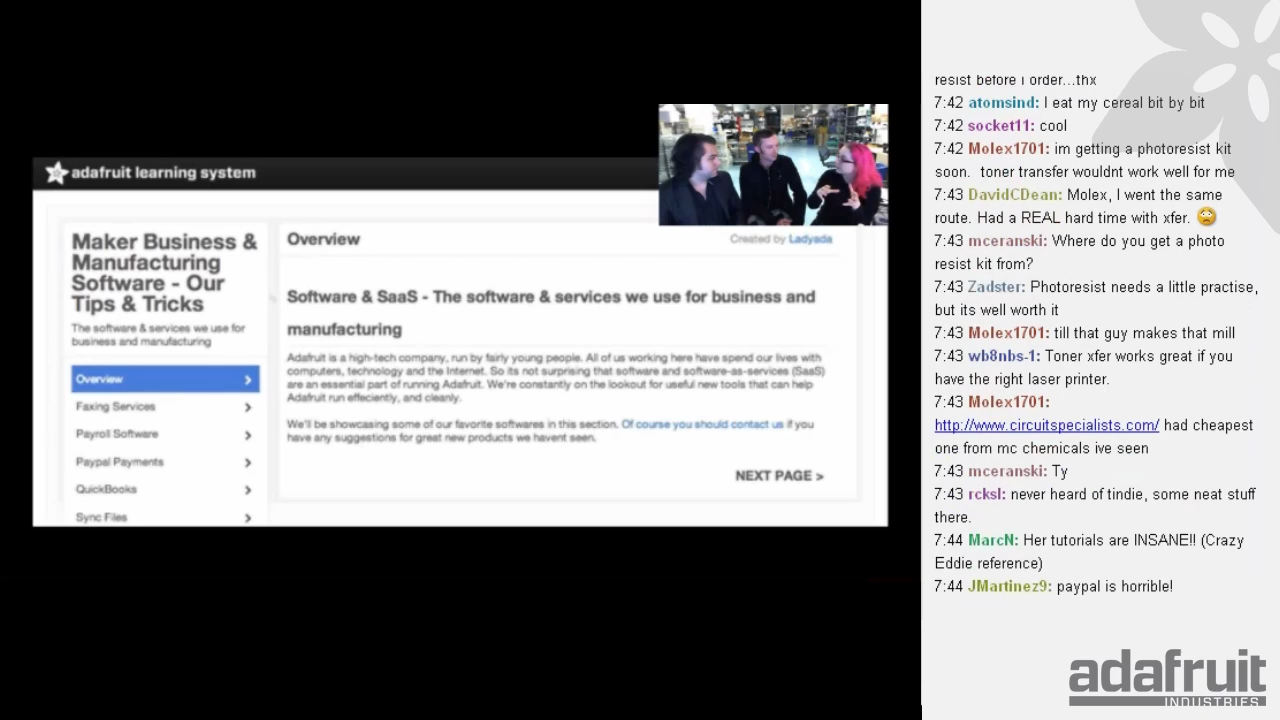 adafruit learning system
Maker Business &
Manufacturing
Software - Our
Tips & Tricks
The software & services we use for
business and manufacturing
Overview
Faxing Services
Payroll Software
Paypal Payments
QuickBooks
Sync Files
Overview
Created by Ladyada
Software & SaaS - The software & services we use for business and
manufacturing
Adafruit is a high-tech company, run by fairly young people. All of us working here have spend our lives with
computers, technology and the Internet. So its not surprising that software and software-as-services (SaaS)
are an essential part of running Adafruit. We're constantly on the lookout for useful new tools that can help
Adafruit run effeciently, and cleanly.
We'll be showcasing some of our favorite softwares in this section. Of course you should contact us if you
have any suggestions for great new products we havent seen.
NEXT PAGE >
resist before i order...thx
7:42 atomsind: I eat my cereal bit by bit
7:42 socket11: cool
7:42 Molex1701: im getting a photoresist kit
soon. toner transfer wouldnt work well for me
7:43 DavidCDean: Molex, I went the same
route. Had a REAL hard time with xfer.
7:43 mceranski: Where do you get a photo
resist kit from?
7:43 Zadster: Photoresist needs a little practise,
but its well worth it
7:43 Molex1701: till that guy makes that mill
7:43 wb8nbs-1: Toner xfer works great if you
have the right laser printer.
7:43 Molex1701:
http://www.circuitspecialists.com/ had cheapest
one from mc chemicals ive seen
7:43 mceranski: Ty
7:43 rcksl: never heard of tindie, some neat stuff
there.
7:44 MarcN: Her tutorials are INSANE!! (Crazy
Eddie reference)
7:44 JMartinez9: paypal is horrible!
adafruit
INDUSTRIES